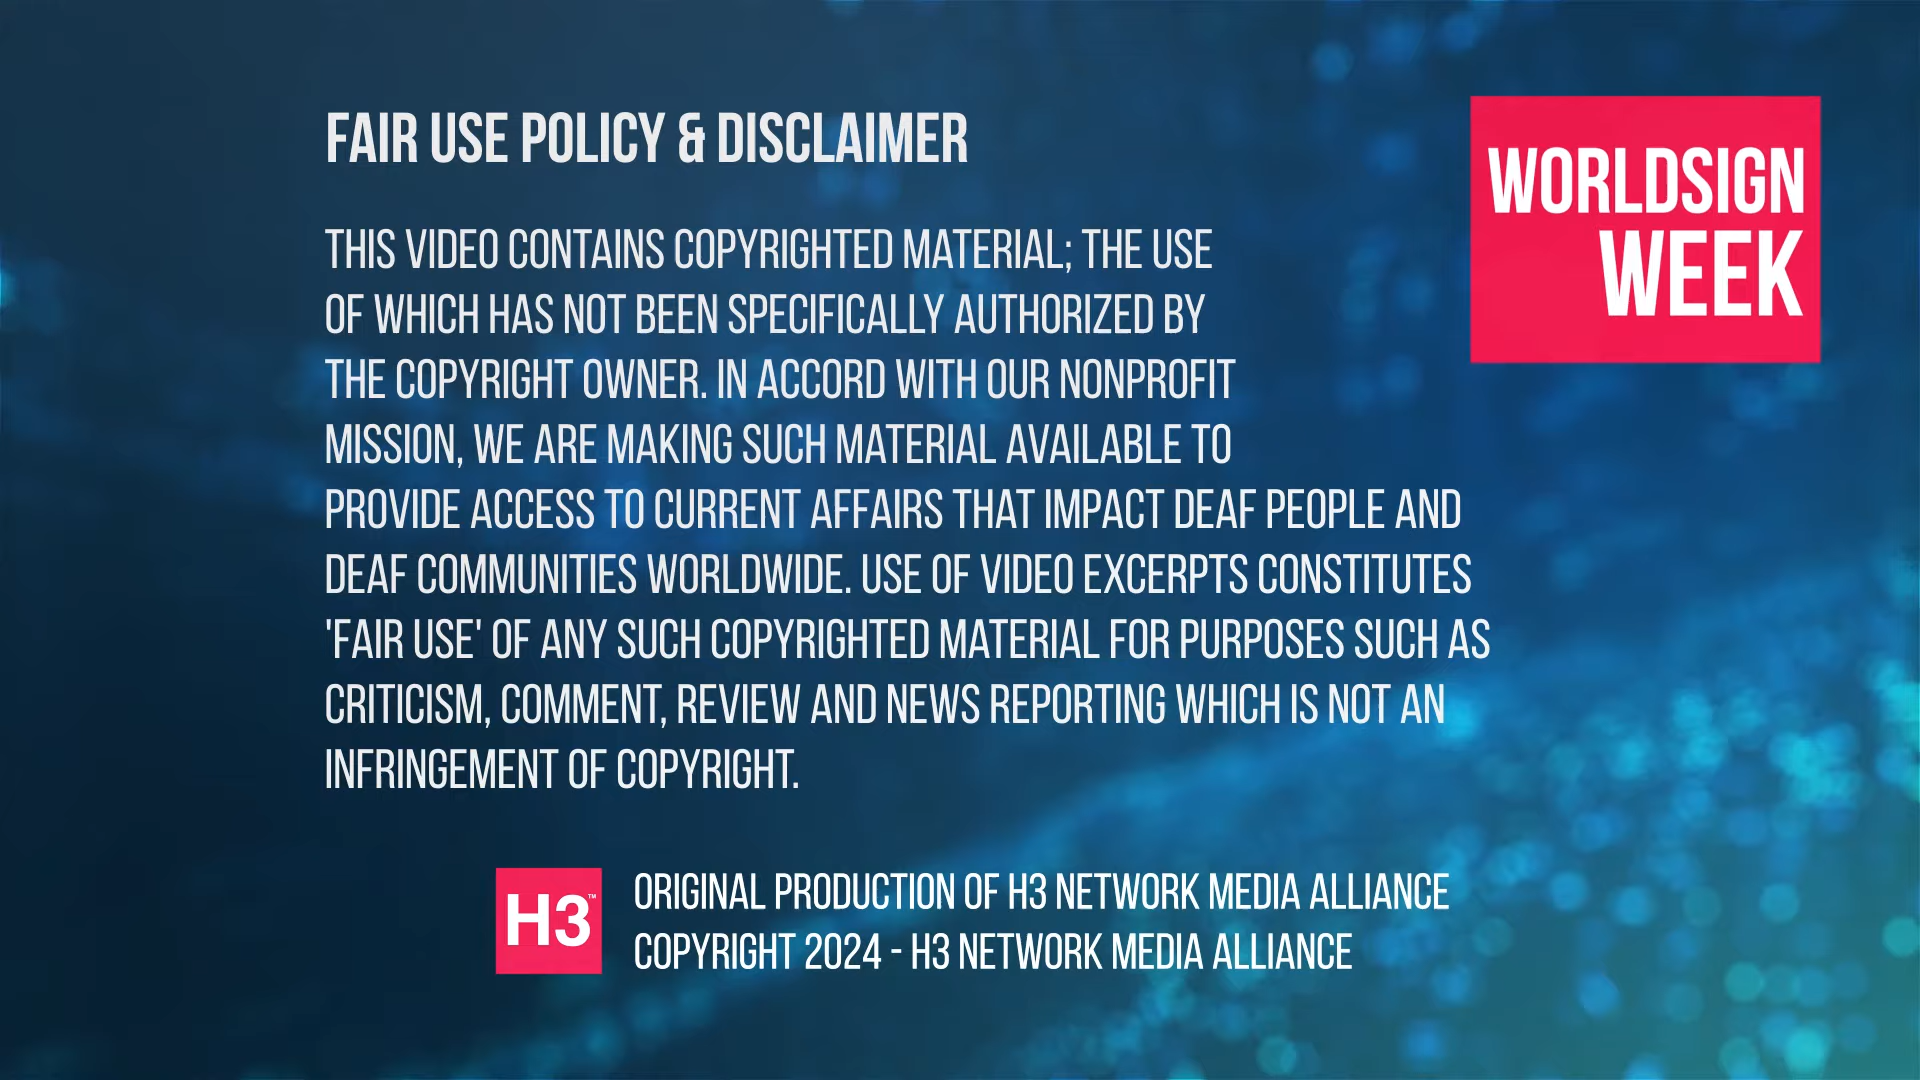 FAIR USE POLICY & DISCLAIMER
WORLDSIGN
WEEK
THIS VIDEO CONTAINS COPYRIGHTED MATERIAL; THE USE
OF WHICH HAS NOT BEEN SPECIFICALLY AUTHORIZED BY
THE COPYRIGHT OWNER. IN ACCORD WITH OUR NONPROFIT
MISSION, WE ARE MAKING SUCH MATERIAL AVAILABLE TO
PROVIDE ACCESS TO CURRENT AFFAIRS THAT IMPACT DEAF PEOPLE AND
DEAF COMMUNITIES WORLDWIDE. USE OF VIDEO EXCERPTS CONSTITUTES
'FAIR USE' OF ANY SUCH COPYRIGHTED MATERIAL FOR PURPOSES SUCH AS
CRITICISM, COMMENT, REVIEW AND NEWS REPORTING WHICH IS NOT AN
INFRINGEMENT OF COPYRIGHT.
H3™
ORIGINAL PRODUCTION OF H3 NETWORK MEDIA ALLIANCE
COPYRIGHT 2024 - H3 NETWORK MEDIA ALLIANCE